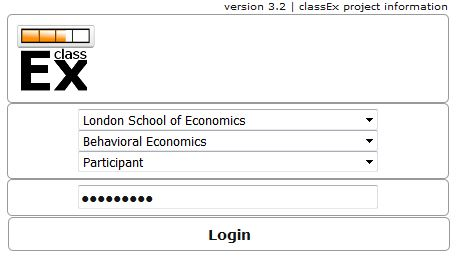 version 3.2 | classEx project information
class
Ex
London School of Economics
Behavioral Economics
Participant
●●●●●●●●●
Login